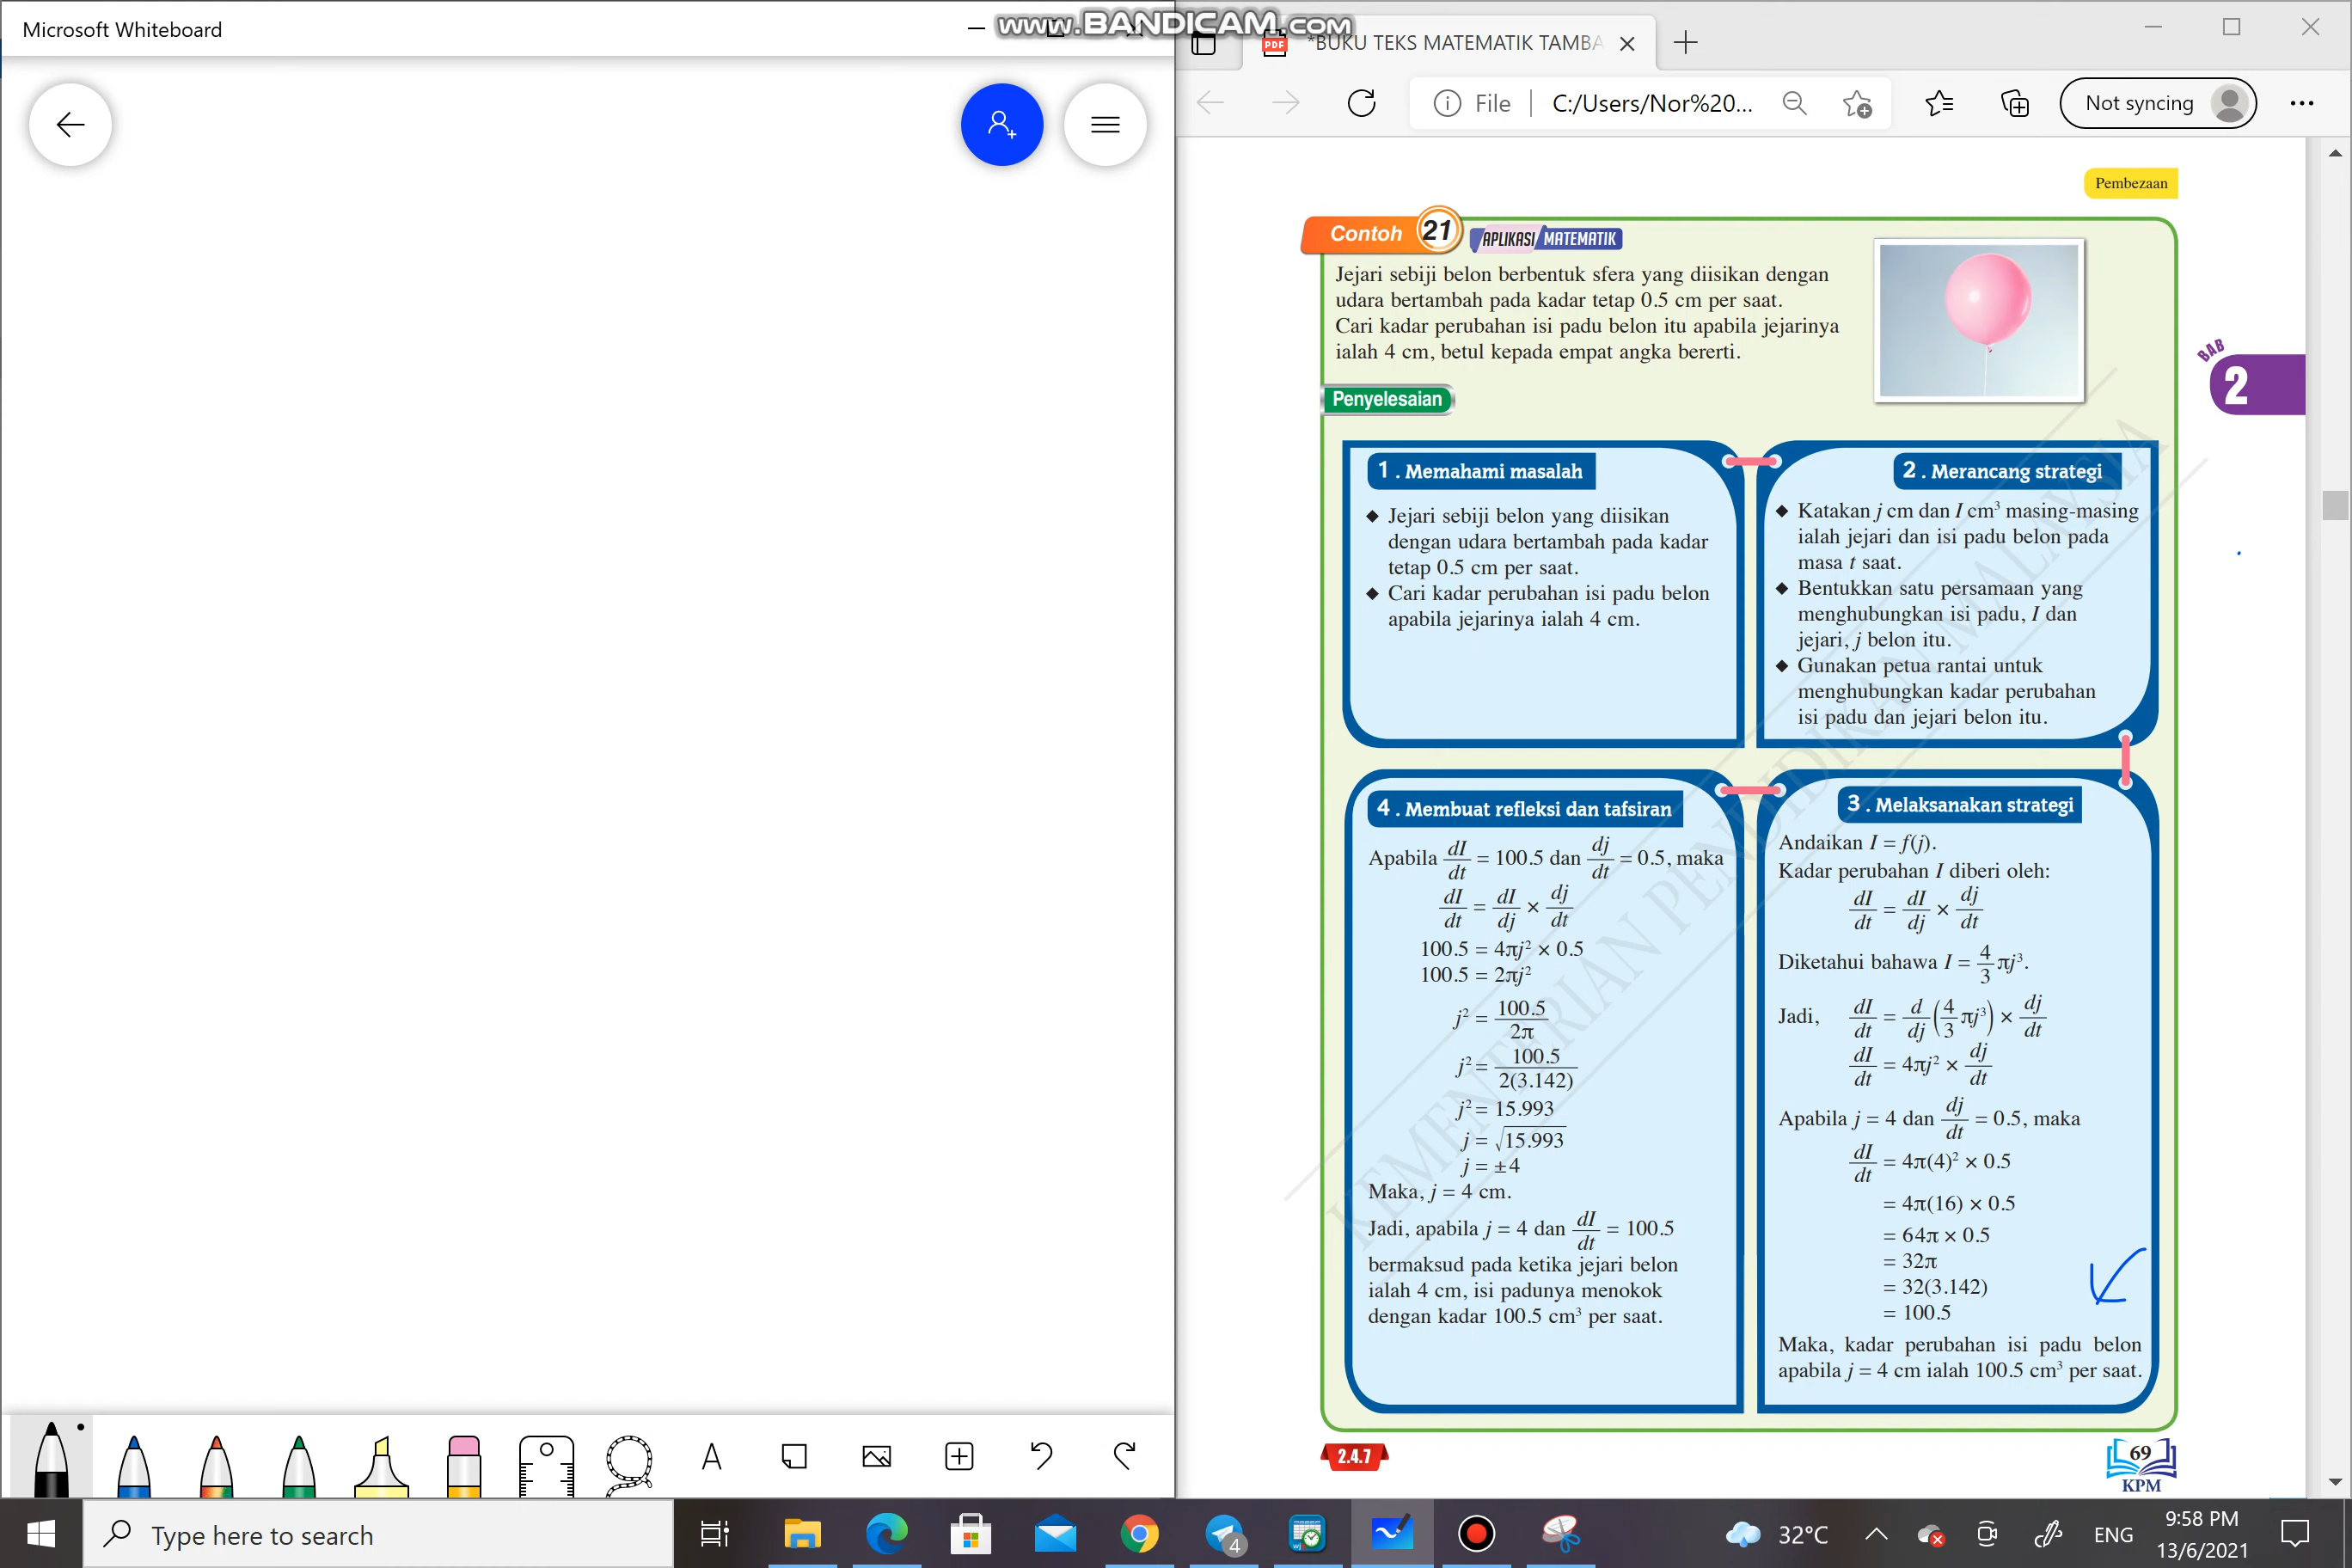 Microsoft Whiteboard
www.BANDICAM.com
PDF *BUKU TEKS MATEMATIK TAMBA
File C:/Users/Nor%20... Not syncing
Pembezaan
Contoh 21 APLIKASI MATEMATIK
Jejari sebiji belon berbentuk sfera yang diisikan dengan
udara bertambah pada kadar tetap 0.5 cm per saat.
Cari kadar perubahan isi padu belon itu apabila jejarinya
ialah 4 cm, betul kepada empat angka bererti.
BAB
2
Penyelesaian
1 . Memahami masalah
◆ Jejari sebiji belon yang diisikan
dengan udara bertambah pada kadar
tetap 0.5 cm per saat.
◆ Cari kadar perubahan isi padu belon
apabila jejarinya ialah 4 cm.
2 . Merancang strategi
◆ Katakan j cm dan I cm³ masing-masing
ialah jejari dan isi padu belon pada
masa t saat.
◆ Bentukkan satu persamaan yang
menghubungkan isi padu, I dan
jejari, j belon itu.
◆ Gunakan petua rantai untuk
menghubungkan kadar perubahan
isi padu dan jejari belon itu.
3 . Melaksanakan strategi
Andaikan I = f(j).
Kadar perubahan I diberi oleh:
dI/dt = dI/dj × dj/dt
Diketahui bahawa I = 4/3 πj³.
Jadi, dI/dt = d/dj (4/3 πj³) × dj/dt
dI/dt = 4πj² × dj/dt
Apabila j = 4 dan dj/dt = 0.5, maka
dI/dt = 4π(4)² × 0.5
= 4π(16) × 0.5
= 64π × 0.5
= 32π
= 32(3.142)
= 100.5
Maka, kadar perubahan isi padu belon
apabila j = 4 cm ialah 100.5 cm³ per saat.
4 . Membuat refleksi dan tafsiran
Apabila dI/dt = 100.5 dan dj/dt = 0.5, maka
dI/dt = dI/dj × dj/dt
100.5 = 4πj² × 0.5
100.5 = 2πj²
j² = 100.5/2π
j² = 100.5/2(3.142)
j² = 15.993
j = √15.993
j = ±4
Maka, j = 4 cm.
Jadi, apabila j = 4 dan dI/dt = 100.5
bermaksud pada ketika jejari belon
ialah 4 cm, isi padunya menokok
dengan kadar 100.5 cm³ per saat.
KEMENTERIAN PENDIDIKAN MALAYSIA
2.4.7
69
KPM
A
Type here to search
4
32°C
ENG
9:58 PM
13/6/2021